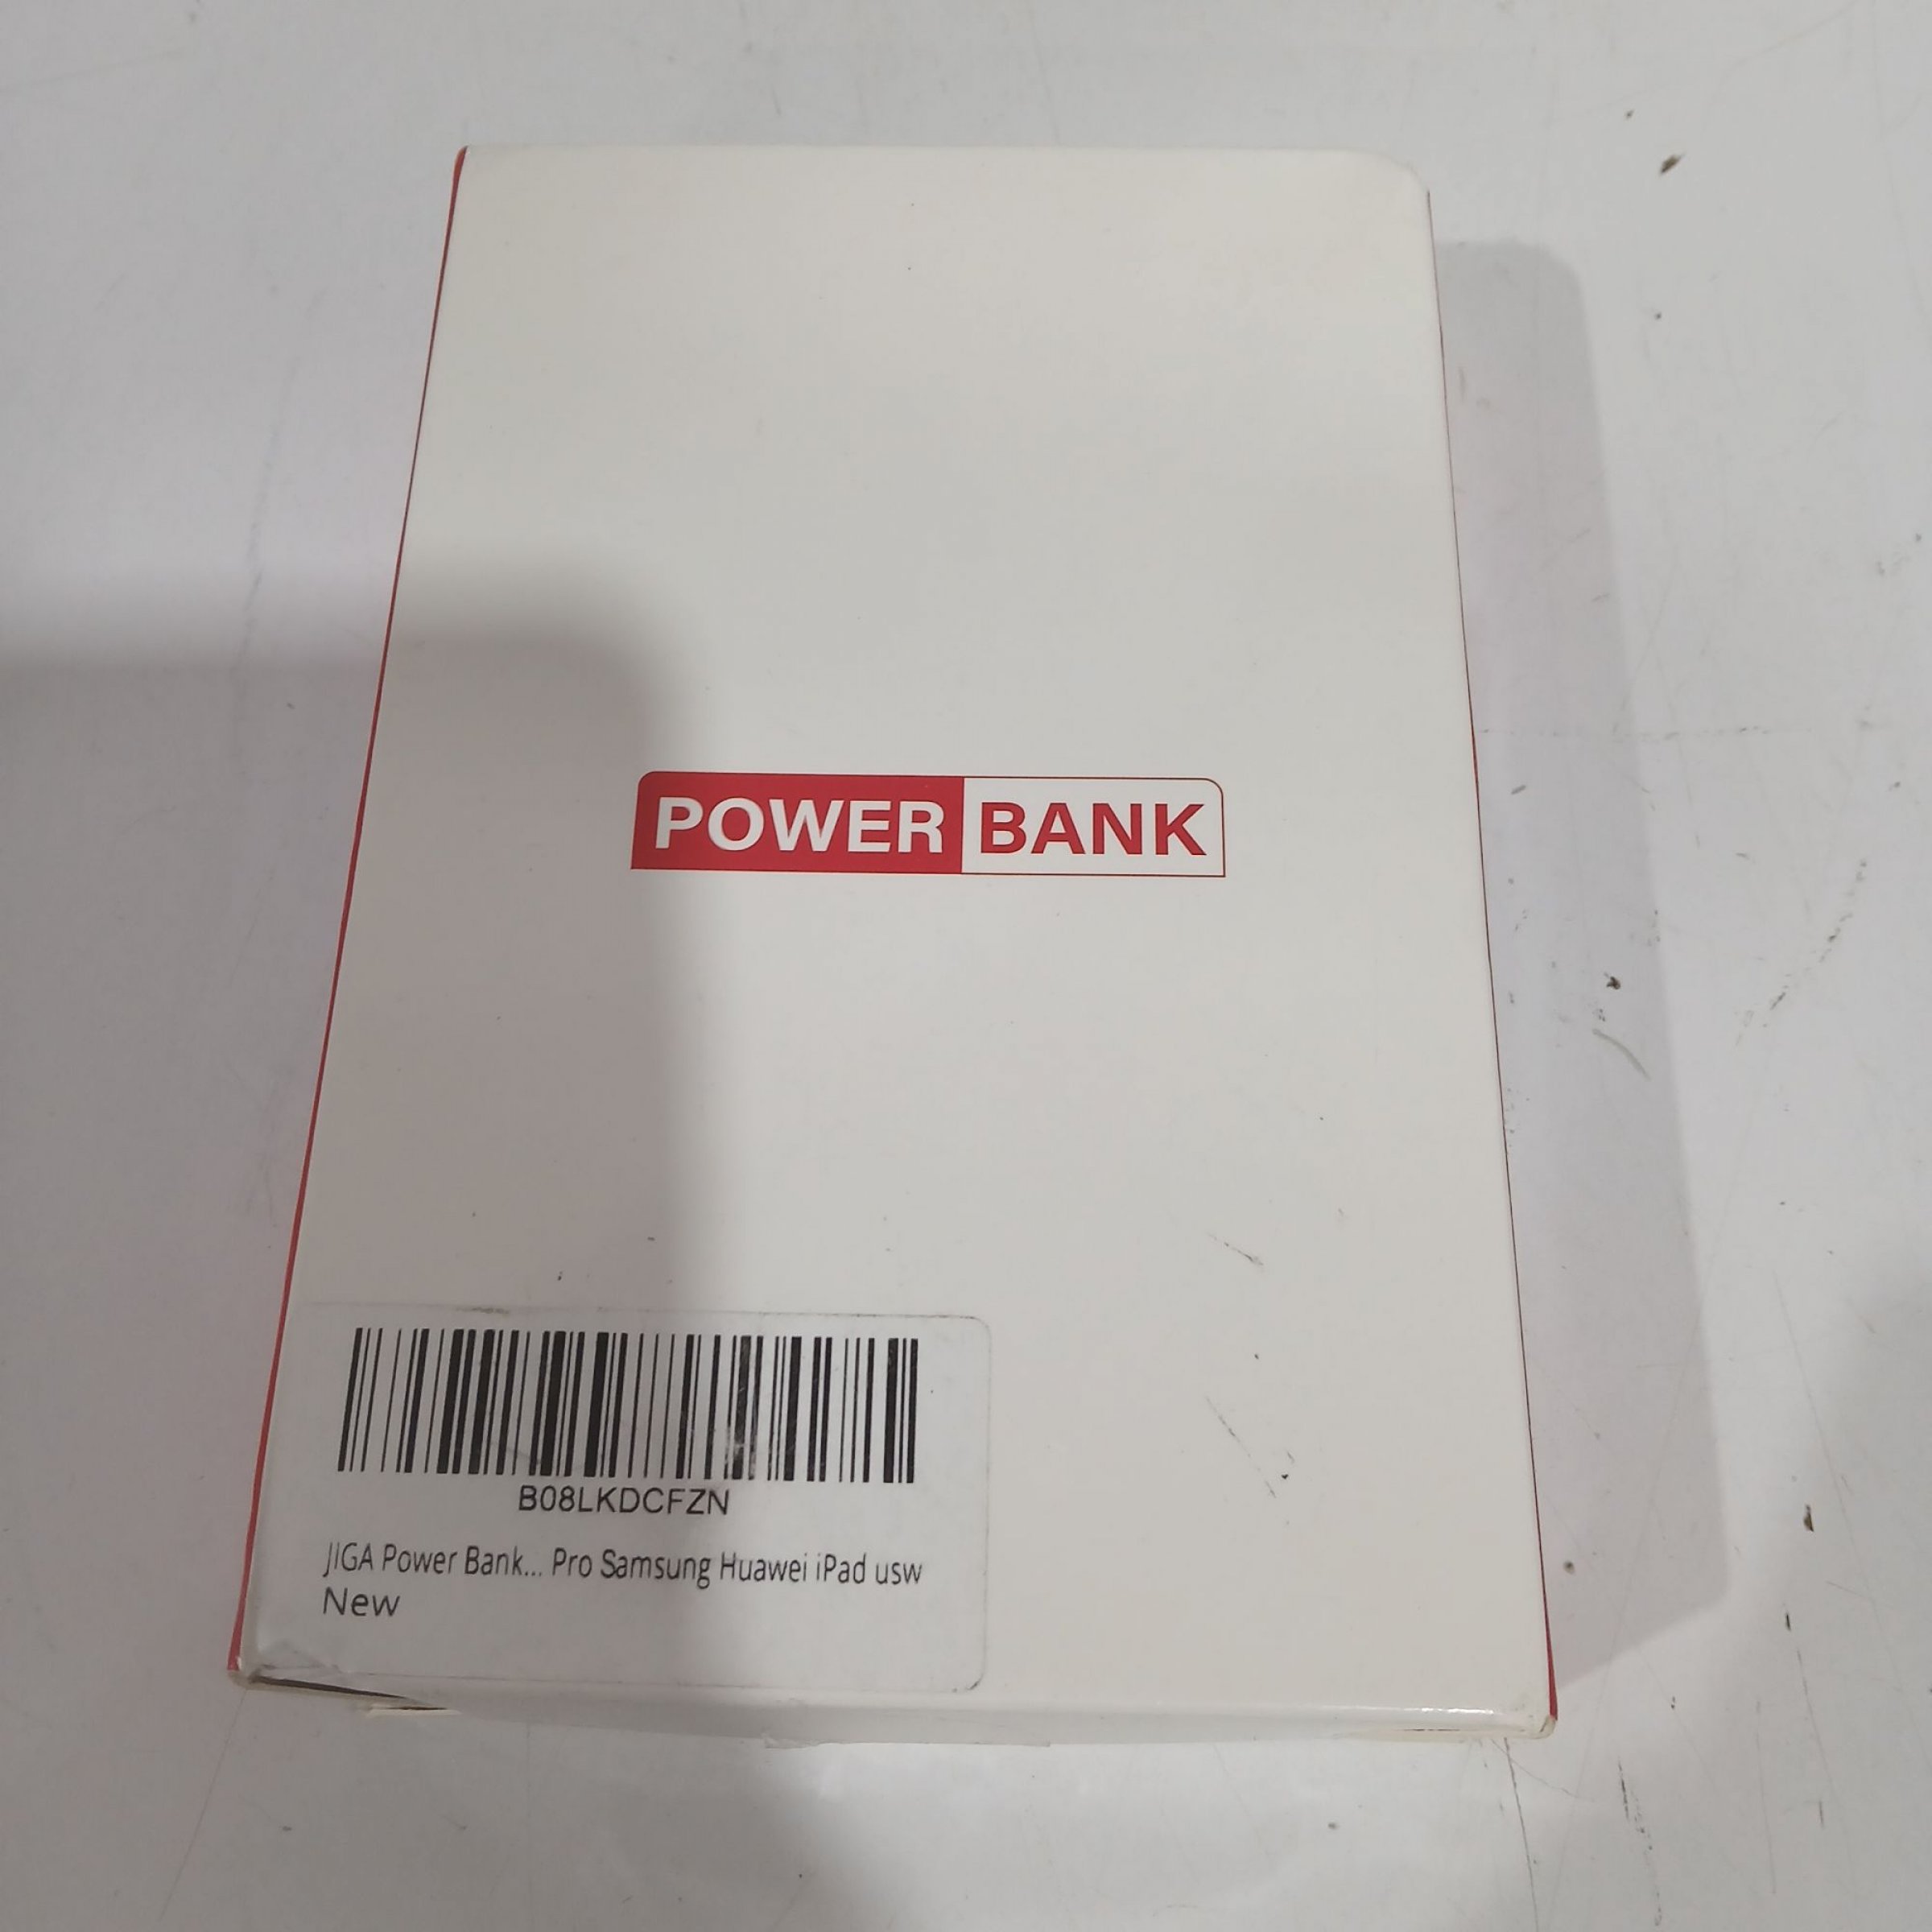 POWER BANK
B08LKDCFZN
JIGA Power Bank... Pro Samsung Huawei iPad usw
New